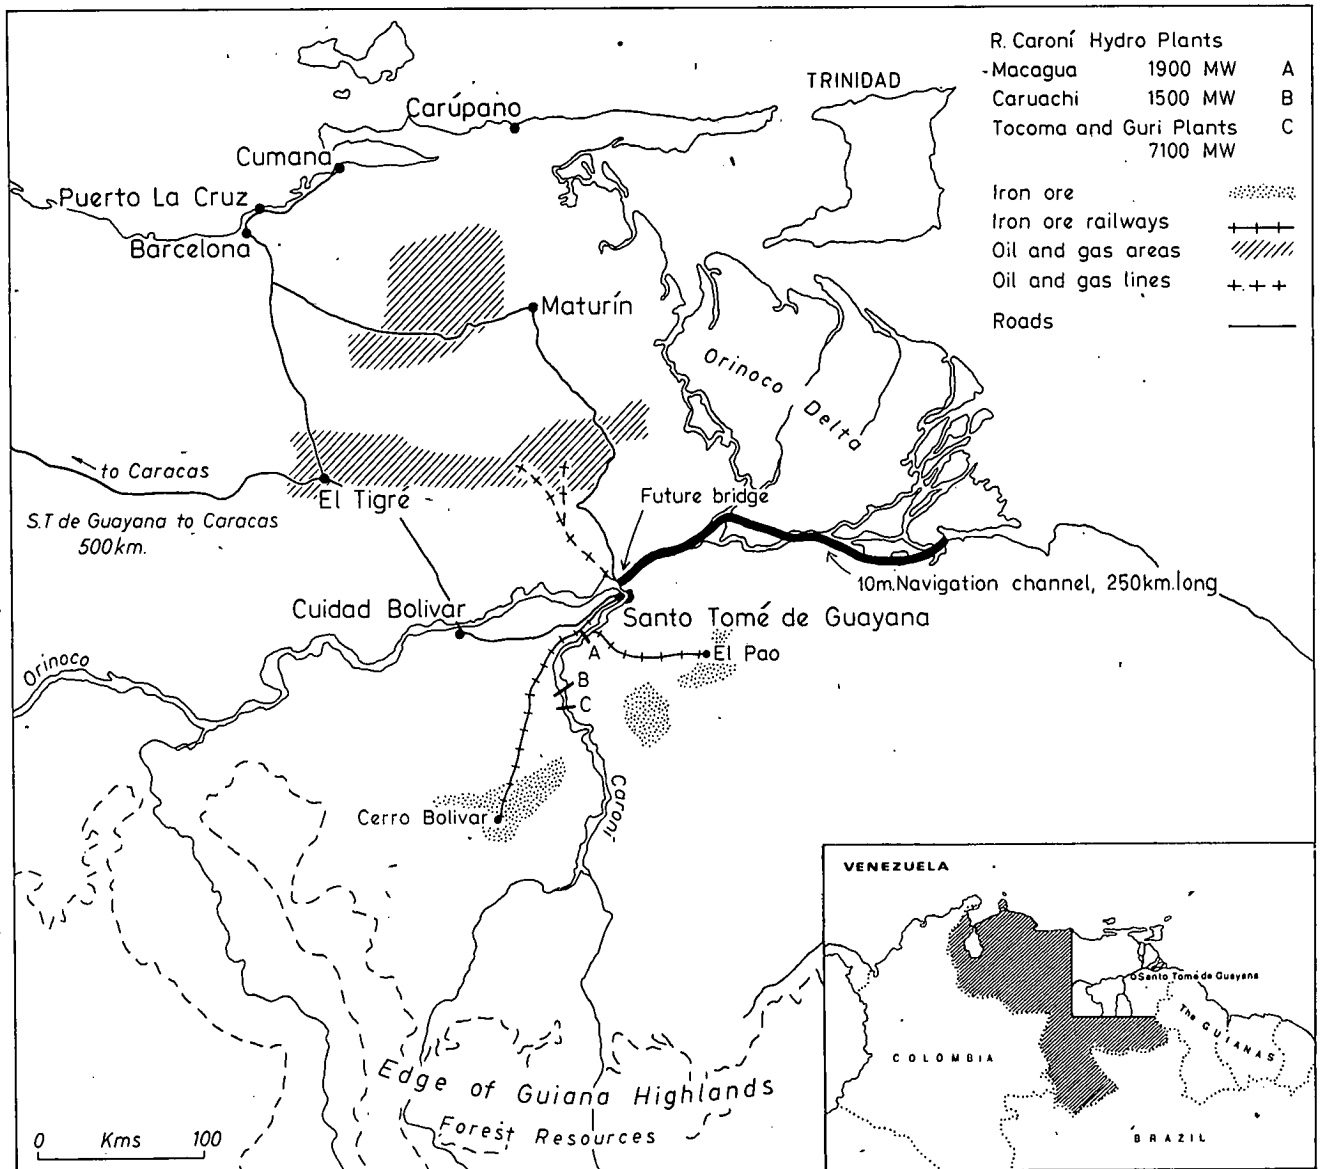 R. Caroní Hydro Plants
Macagua 1900 MW A
Caruachi 1500 MW B
Tocoma and Guri Plants C
7100 MW
Iron ore
Iron ore railways
Oil and gas areas
Oil and gas lines
Roads
TRINIDAD
Carúpano
Cumana
Puerto La Cruz
Barcelona
Maturín
Orinoco Delta
to Caracas
El Tigré
S.T de Guayana to Caracas
500km.
Future bridge
10m.Navigation channel, 250km.long
Cuidad Bolivar
Santo Tomé de Guayana
Orinoco
A
El Pao
B
C
Caroní
Cerro Bolivar
Edge of Guiana Highlands
Forest Resources
0 Kms 100
VENEZUELA
Santo Tomé de Guayana
The GUIANAS
COLOMBIA
BRAZIL